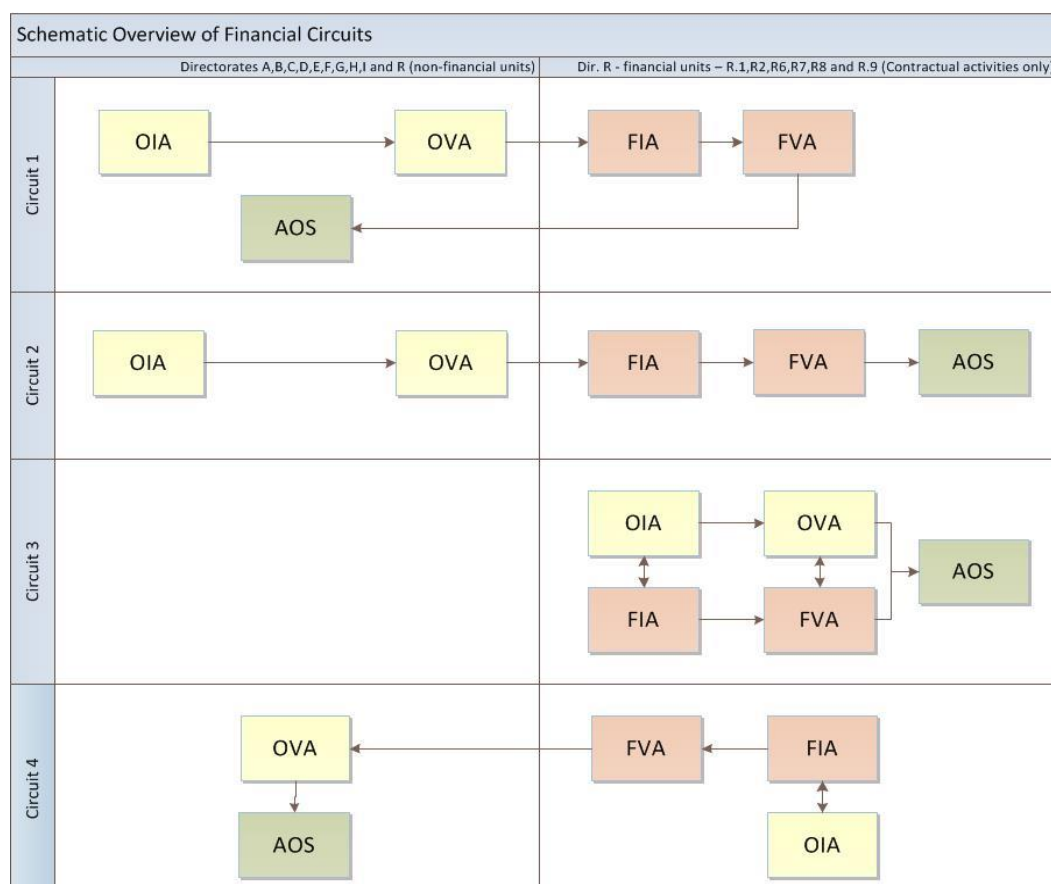 Schematic Overview of Financial Circuits
Directorates A,B,C,D,E,F,G,H,I and R (non-financial units)
Dir. R - financial units – R.1,R2,R6,R7,R8 and R.9 (Contractual activities only)
Circuit 1
OIA
OVA
FIA
FVA
AOS
Circuit 2
OIA
OVA
FIA
FVA
AOS
Circuit 3
OIA
OVA
AOS
FIA
FVA
Circuit 4
OVA
FVA
FIA
AOS
OIA